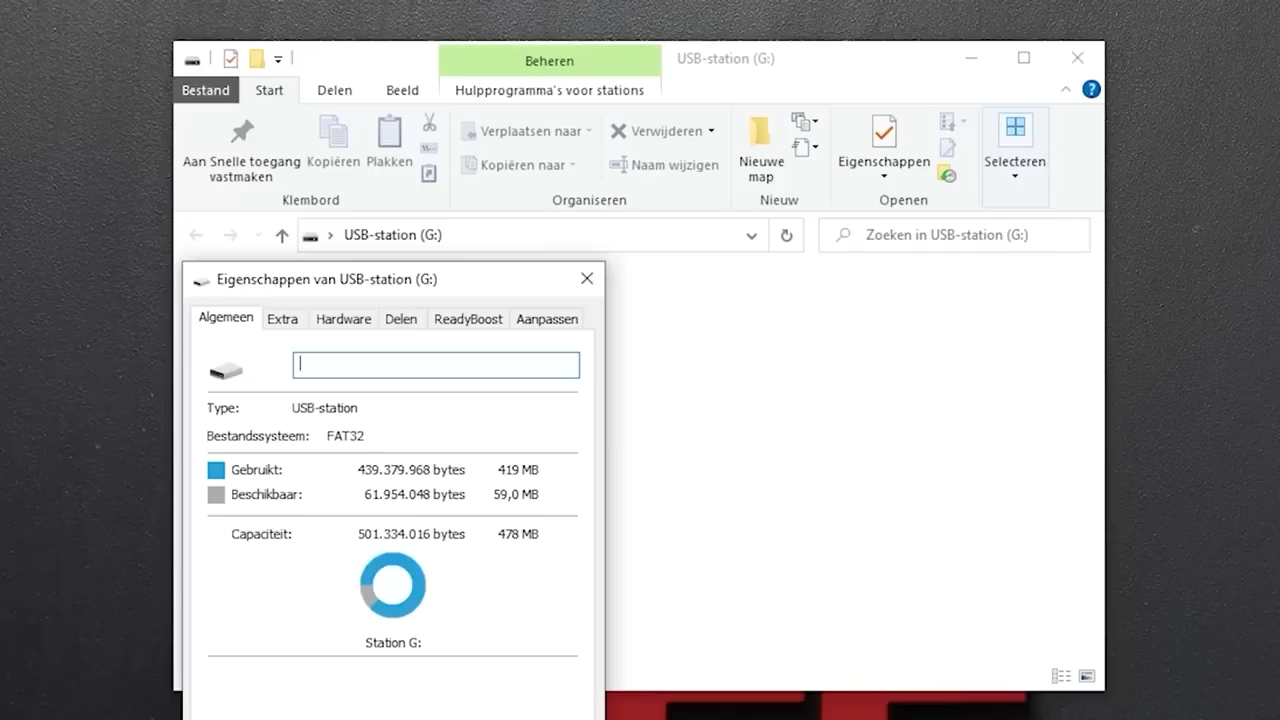 Beheren
USB-station (G:)
Bestand
Start
Delen
Beeld
Hulpprogramma's voor stations
Aan Snelle toegang
vastmaken
Kopiëren
Plakken
Klembord
Verplaatsen naar
Kopiëren naar
Verwijderen
Naam wijzigen
Organiseren
Nieuwe
map
Nieuw
Eigenschappen
Openen
Selecteren
USB-station (G:)
Zoeken in USB-station (G:)
Eigenschappen van USB-station (G:)
Algemeen
Extra
Hardware
Delen
ReadyBoost
Aanpassen
Type: USB-station
Bestandssysteem: FAT32
Gebruikt: 439.379.968 bytes 419 MB
Beschikbaar: 61.954.048 bytes 59,0 MB
Capaciteit: 501.334.016 bytes 478 MB
Station G: